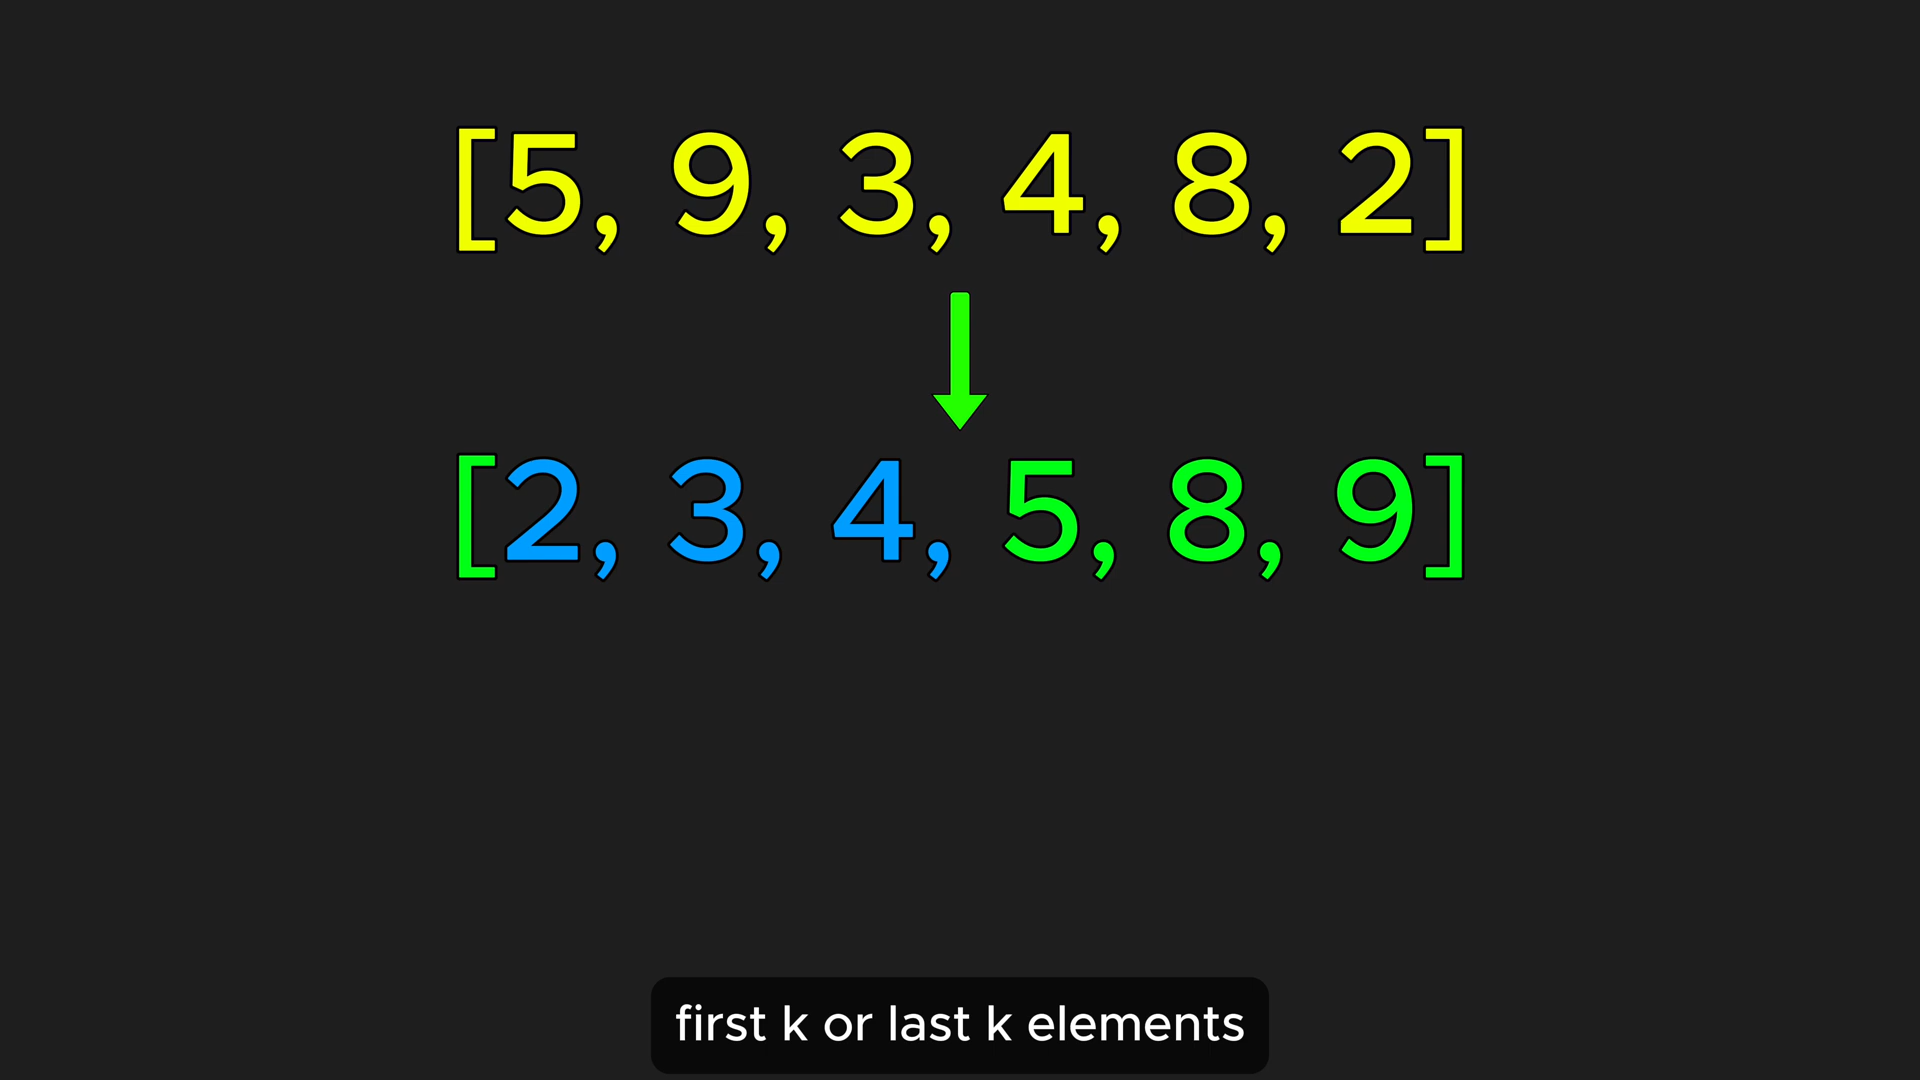 [5, 9, 3, 4, 8, 2]
[2, 3, 4, 5, 8, 9]
first k or last k elements